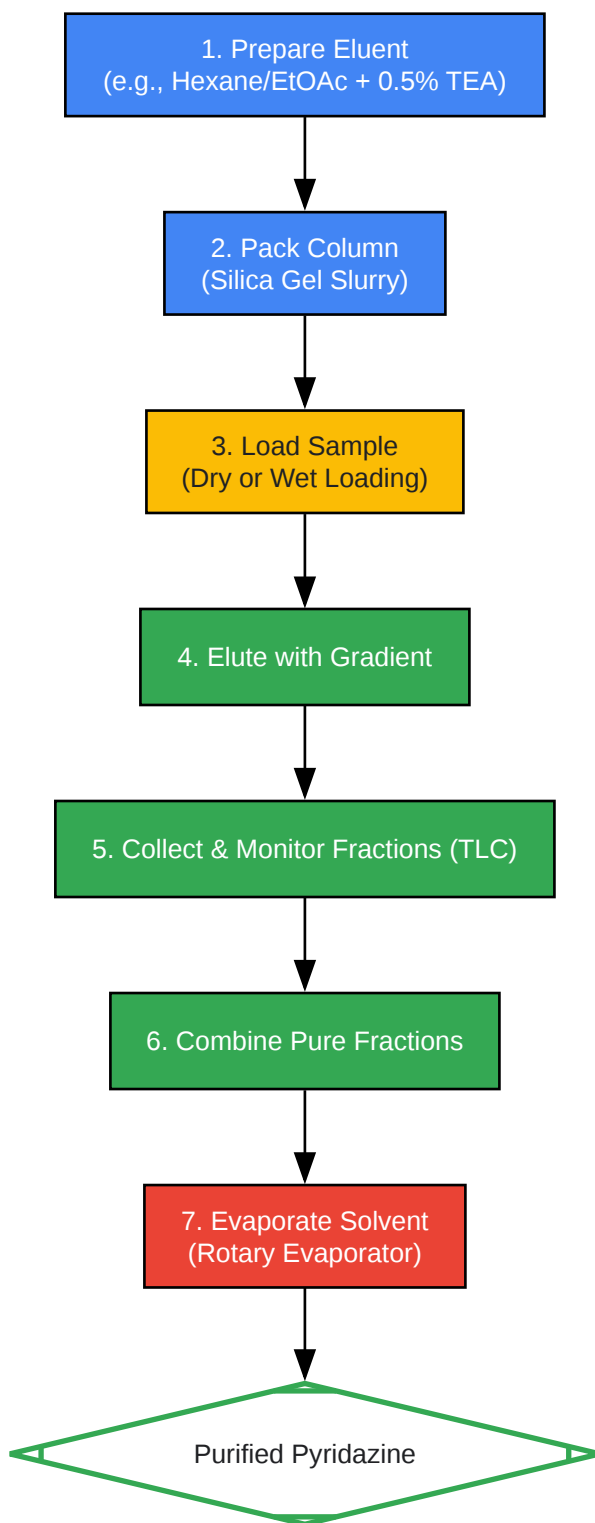 1. Prepare Eluent
(e.g., Hexane/EtOAc + 0.5% TEA)
2. Pack Column
(Silica Gel Slurry)
3. Load Sample
(Dry or Wet Loading)
4. Elute with Gradient
5. Collect & Monitor Fractions (TLC)
6. Combine Pure Fractions
7. Evaporate Solvent
(Rotary Evaporator)
Purified Pyridazine